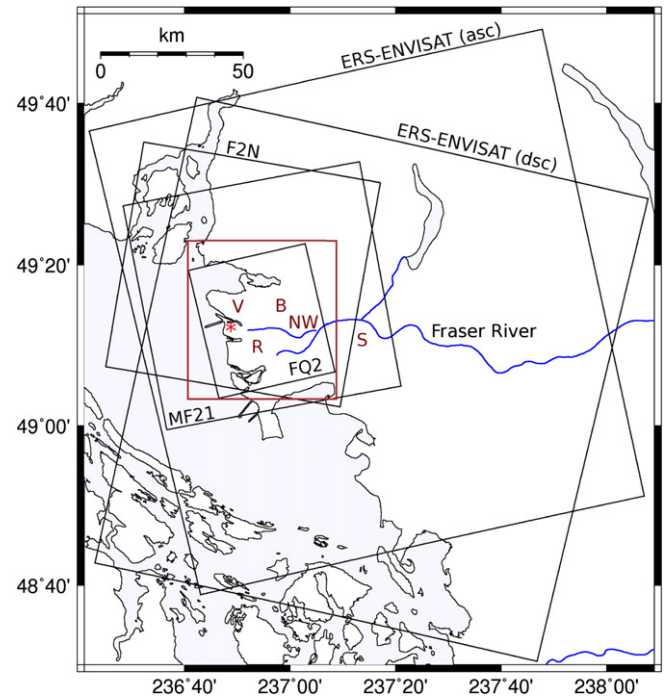 km
0 50
ERS-ENVISAT (asc)
49°40'
ERS-ENVISAT (dsc)
F2N
49°20'
V B
NW
*
Fraser River
R S
FQ2
MF21
49°00'
48°40'
236°40' 237°00' 237°20' 237°40' 238°00'